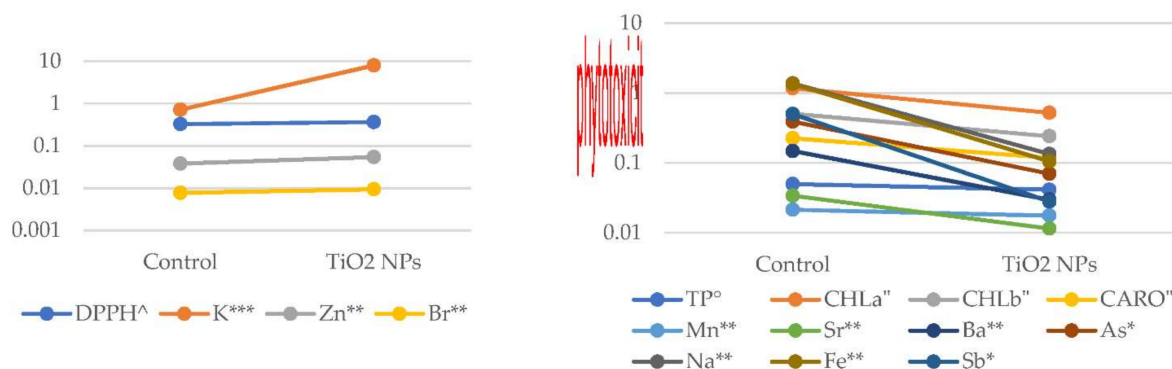 10
1
0.1
0.01
0.001
Control TiO2 NPs
DPPH^ K*** Zn** Br**
10
0.1
0.01
Control TiO2 NPs
TP° CHLa" CHLb" CARO"
Mn** Sr** Ba** As*
Na** Fe** Sb*